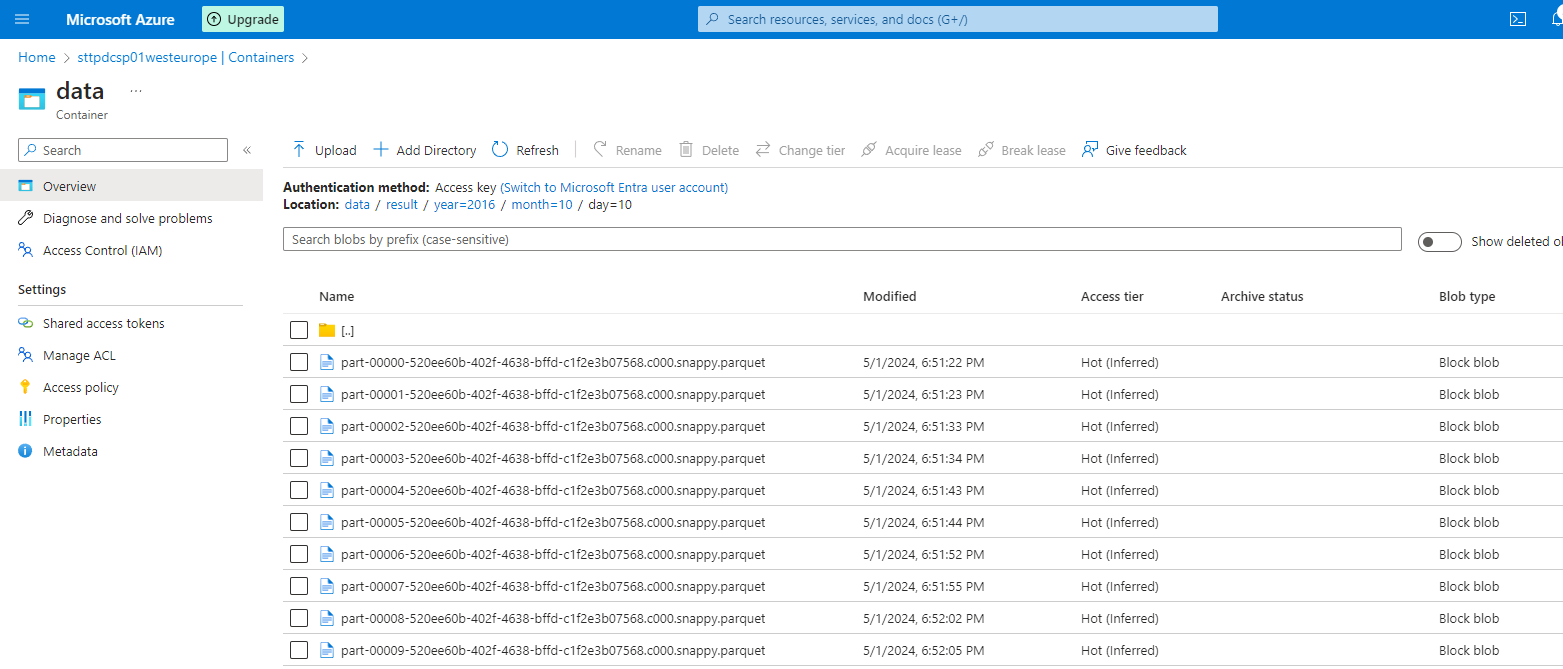 Microsoft Azure Upgrade Search resources, services, and docs (G+/)
Home > sttpdcsp01westeurope | Containers >
data ...
Container
Search «
Overview
Diagnose and solve problems
Access Control (IAM)
Settings
Shared access tokens
Manage ACL
Access policy
Properties
Metadata
Upload Add Directory Refresh Rename Delete Change tier Acquire lease Break lease Give feedback
Authentication method: Access key (Switch to Microsoft Entra user account)
Location: data / result / year=2016 / month=10 / day=10
Search blobs by prefix (case-sensitive)
Show deleted ol
Name Modified Access tier Archive status Blob type
[..]
part-00000-520ee60b-402f-4638-bffd-c1f2e3b07568.c000.snappy.parquet 5/1/2024, 6:51:22 PM Hot (Inferred) Block blob
part-00001-520ee60b-402f-4638-bffd-c1f2e3b07568.c000.snappy.parquet 5/1/2024, 6:51:23 PM Hot (Inferred) Block blob
part-00002-520ee60b-402f-4638-bffd-c1f2e3b07568.c000.snappy.parquet 5/1/2024, 6:51:33 PM Hot (Inferred) Block blob
part-00003-520ee60b-402f-4638-bffd-c1f2e3b07568.c000.snappy.parquet 5/1/2024, 6:51:34 PM Hot (Inferred) Block blob
part-00004-520ee60b-402f-4638-bffd-c1f2e3b07568.c000.snappy.parquet 5/1/2024, 6:51:43 PM Hot (Inferred) Block blob
part-00005-520ee60b-402f-4638-bffd-c1f2e3b07568.c000.snappy.parquet 5/1/2024, 6:51:44 PM Hot (Inferred) Block blob
part-00006-520ee60b-402f-4638-bffd-c1f2e3b07568.c000.snappy.parquet 5/1/2024, 6:51:52 PM Hot (Inferred) Block blob
part-00007-520ee60b-402f-4638-bffd-c1f2e3b07568.c000.snappy.parquet 5/1/2024, 6:51:55 PM Hot (Inferred) Block blob
part-00008-520ee60b-402f-4638-bffd-c1f2e3b07568.c000.snappy.parquet 5/1/2024, 6:52:02 PM Hot (Inferred) Block blob
part-00009-520ee60b-402f-4638-bffd-c1f2e3b07568.c000.snappy.parquet 5/1/2024, 6:52:05 PM Hot (Inferred) Block blob